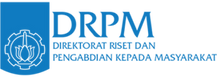 DRPM
DIREKTORAT RISET DAN
PENGABDIAN KEPADA MASYARAKAT